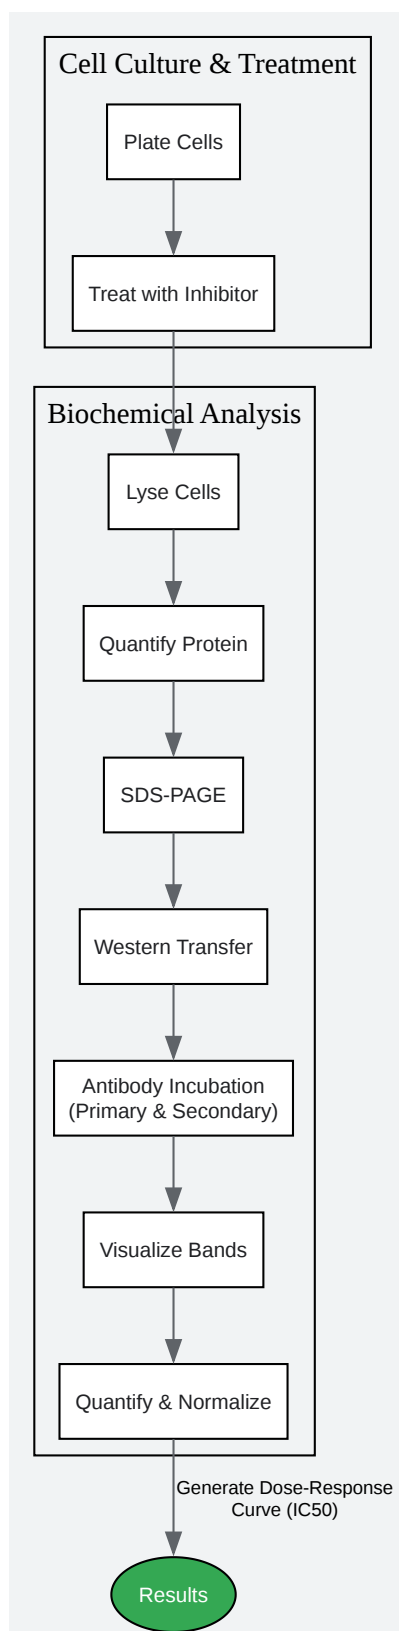 Cell Culture & Treatment
Plate Cells
Treat with Inhibitor
Biochemical Analysis
Lyse Cells
Quantify Protein
SDS-PAGE
Western Transfer
Antibody Incubation
(Primary & Secondary)
Visualize Bands
Quantify & Normalize
Generate Dose-Response
Curve (IC50)
Results